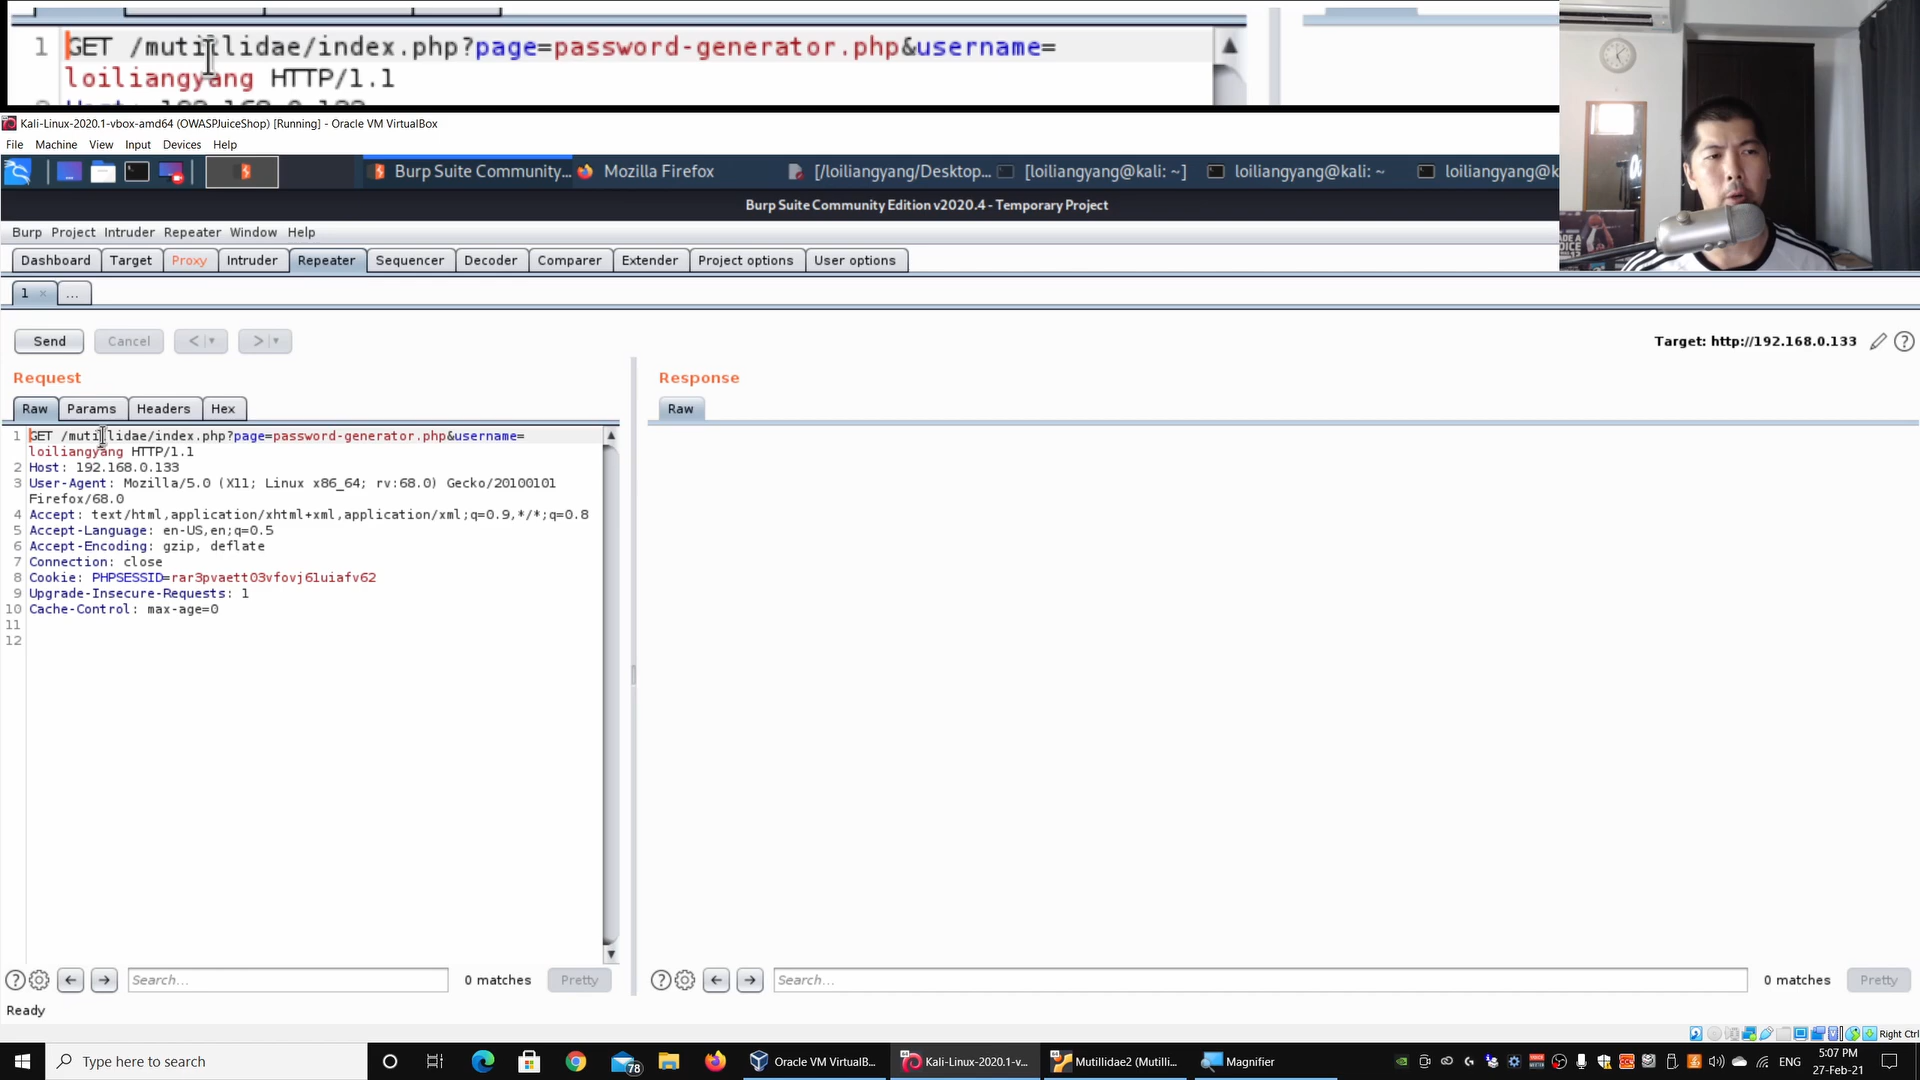 1 GET /mutillidae/index.php?page=password-generator.php&username=
loiliangyang HTTP/1.1
Kali-Linux-2020.1-vbox-amd64 (OWASPJuiceShop) [Running] - Oracle VM VirtualBox
File Machine View Input Devices Help
Burp Suite Community... Mozilla Firefox [/loiliangyang/Desktop... [loiliangyang@kali: ~] loiliangyang@kali: ~ loiliangyang@k
Burp Suite Community Edition v2020.4 - Temporary Project
Burp Project Intruder Repeater Window Help
Dashboard Target Proxy Intruder Repeater Sequencer Decoder Comparer Extender Project options User options
1 × ...
Send Cancel < > Target: http://192.168.0.133
Request Response
Raw Params Headers Hex Raw
1 GET /mutillidae/index.php?page=password-generator.php&username=
loiliangyang HTTP/1.1
2 Host: 192.168.0.133
3 User-Agent: Mozilla/5.0 (X11; Linux x86_64; rv:68.0) Gecko/20100101
Firefox/68.0
4 Accept: text/html,application/xhtml+xml,application/xml;q=0.9,*/*;q=0.8
5 Accept-Language: en-US,en;q=0.5
6 Accept-Encoding: gzip, deflate
7 Connection: close
8 Cookie: PHPSESSID=rar3pvaett03vfovj61uiafv62
9 Upgrade-Insecure-Requests: 1
10 Cache-Control: max-age=0
11
12
Search... 0 matches Pretty Search... 0 matches Pretty
Ready
Right Ctrl
Type here to search 78 Oracle VM VirtualB... Kali-Linux-2020.1-v... Mutillidae2 (Mutilli... Magnifier ENG 5:07 PM
27-Feb-21